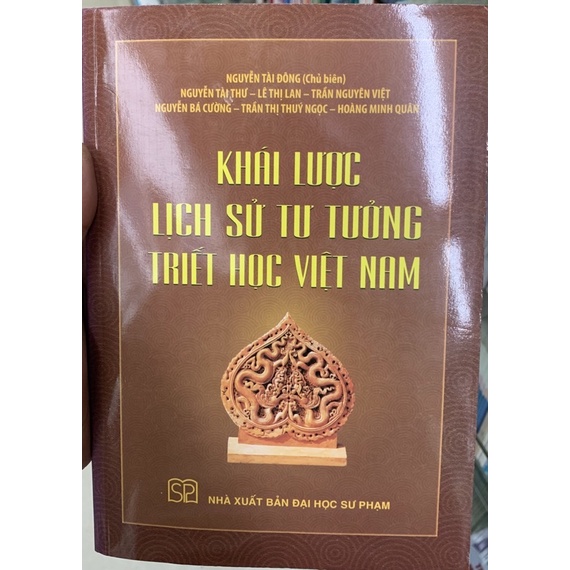 NGUYỄN TÀI ĐÔNG (Chủ biên)
NGUYỄN TÀI THƯ – LÊ THỊ LAN – TRẦN NGUYÊN VIỆT
NGUYỄN BÁ CƯỜNG – TRẦN THỊ THUÝ NGỌC – HOÀNG MINH QUÂN
KHÁI LƯỢC
LỊCH SỬ TƯ TƯỞNG
TRIẾT HỌC VIỆT NAM
SP
NHÀ XUẤT BẢN ĐẠI HỌC SƯ PHẠM